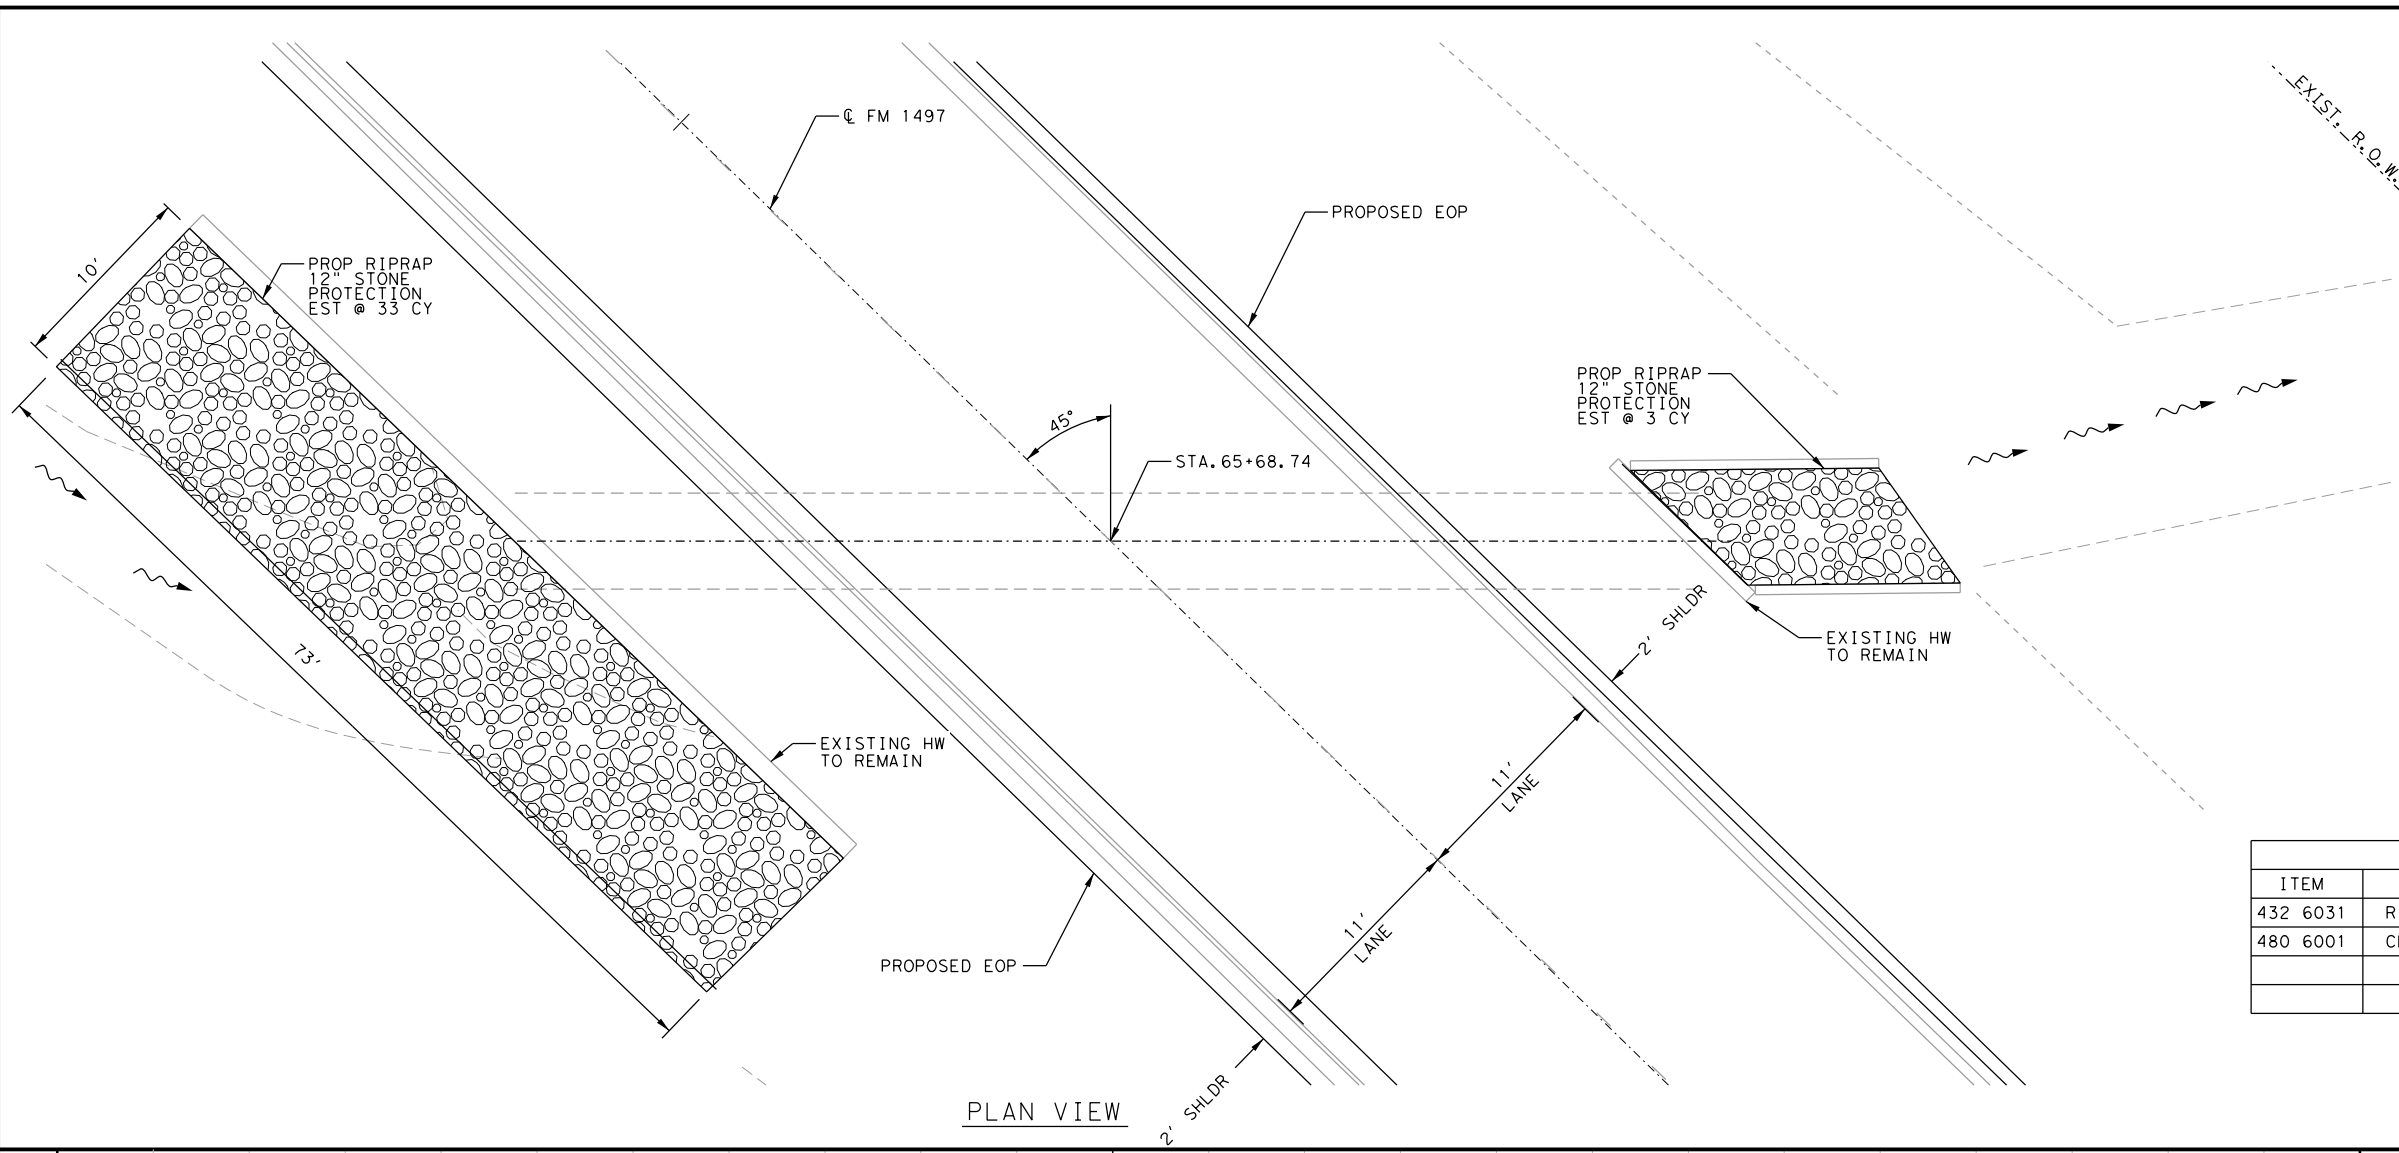 ℄ FM 1497
EXIST. R.O.W.
PROPOSED EOP
10'
PROP RIPRAP
12" STONE
PROTECTION
EST @ 33 CY
PROP RIPRAP
12" STONE
PROTECTION
EST @ 3 CY
45°
STA.65+68.74
2' SHLDR
EXISTING HW
TO REMAIN
73'
EXISTING HW
TO REMAIN
11'
LANE
11'
LANE
PROPOSED EOP
2' SHLDR
ITEM
432 6031 R
480 6001
PLAN VIEW